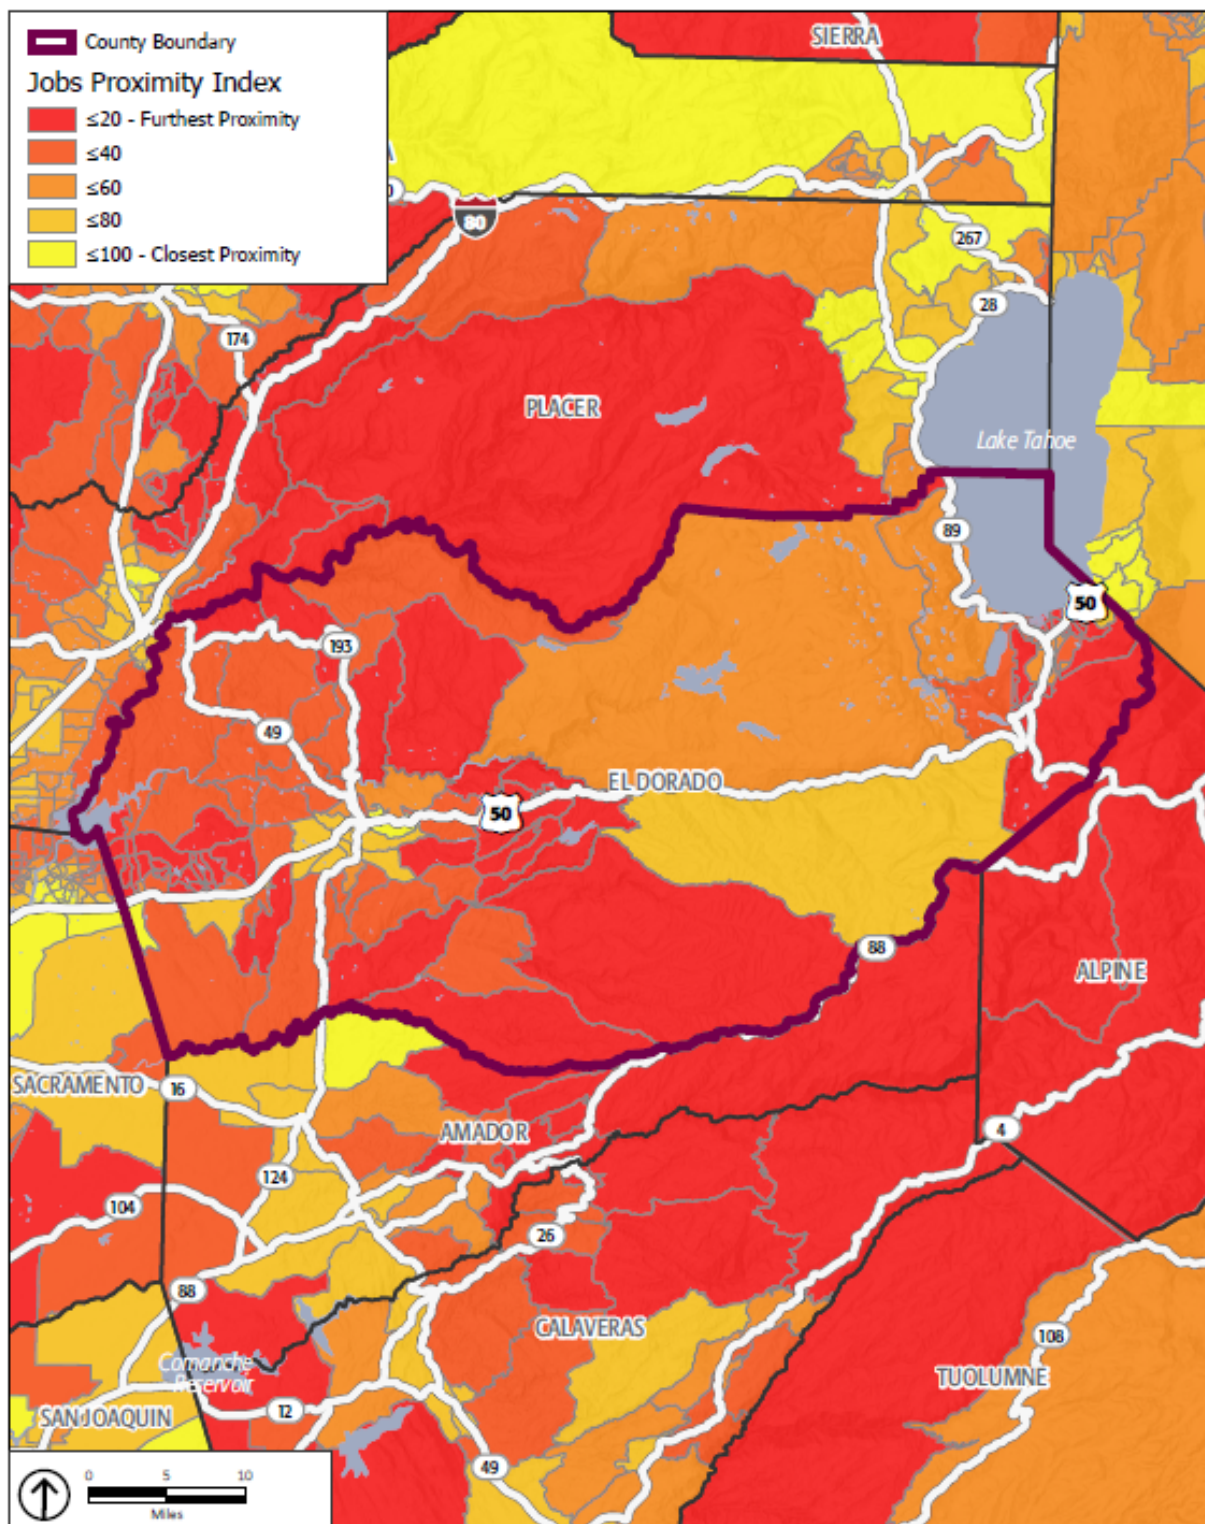 County Boundary
Jobs Proximity Index
≤20 - Furthest Proximity
≤40
≤60
≤80
≤100 - Closest Proximity
SIERRA
80
267
28
174
PLACER
Lake Tahoe
89
50
193
49
EL DORADO
50
88
ALPINE
SACRAMENTO
16
AMADOR
4
124
104
26
88
CALAVERAS
108
Comanche
Reservoir
TUOLUMNE
12
SAN JOAQUIN
49
0 5 10
Miles